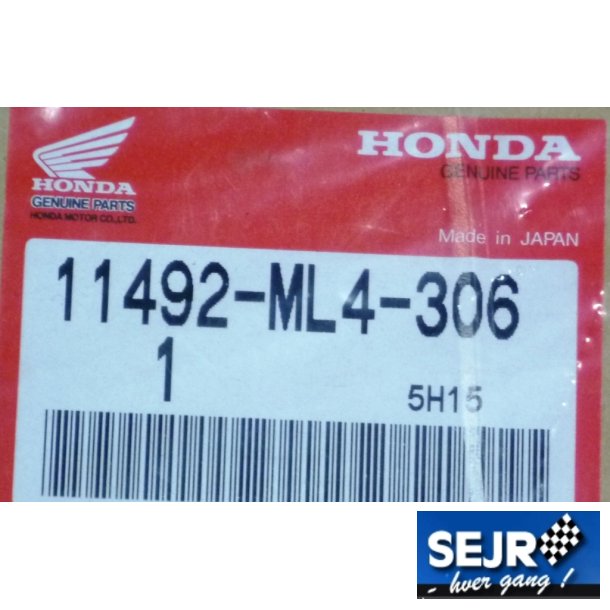 HONDA
GENUINE PARTS
HONDA MOTOR CO.,LTD.
HONDA
GENUINE PARTS
Made in JAPAN
11492-ML4-306
1
5H15
SEJR
- hver gang !